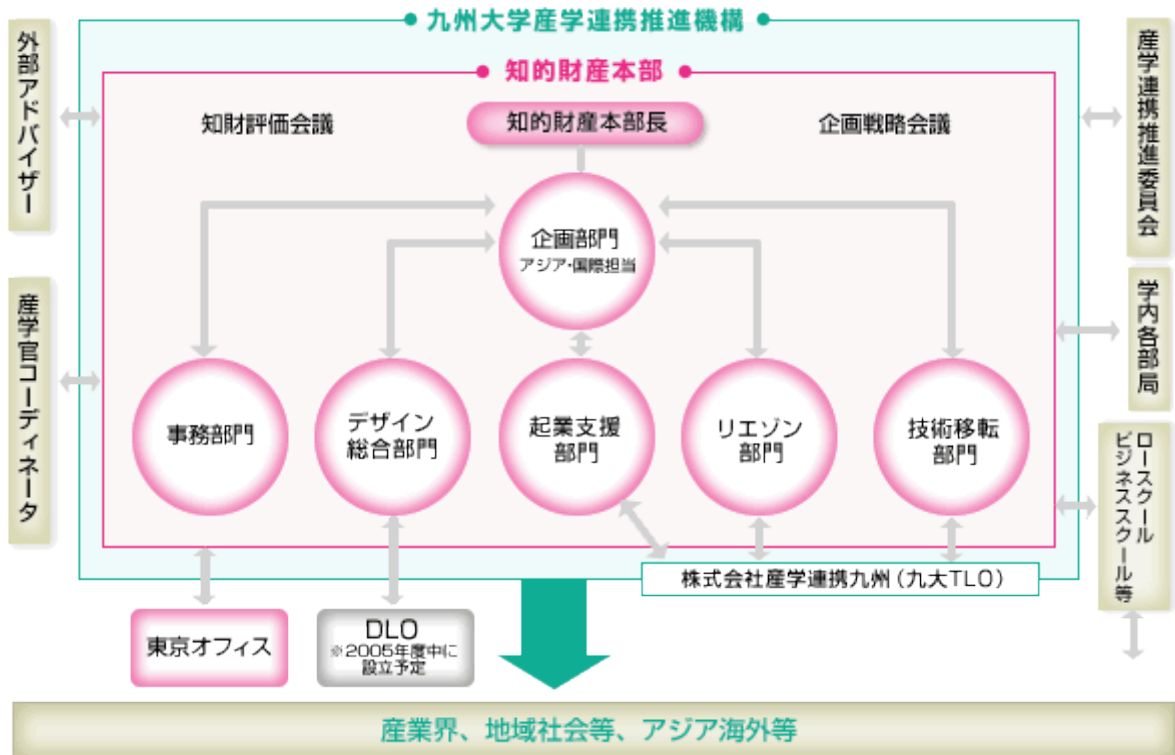 九州大学産学連携推進機構
知的財産本部
外部アドバイザー
産学官コーディネータ
知財評価会議
知的財産本部長
企画戦略会議
企画部門
アジア・国際担当
事務部門
デザイン
総合部門
起業支援
部門
リエゾン
部門
技術移転
部門
産学連携推進委員会
学内各部局
ロースクール
ビジネススクール等
株式会社産学連携九州（九大TLO）
東京オフィス
DLO
※2005年度中に
設立予定
産業界、地域社会等、アジア海外等